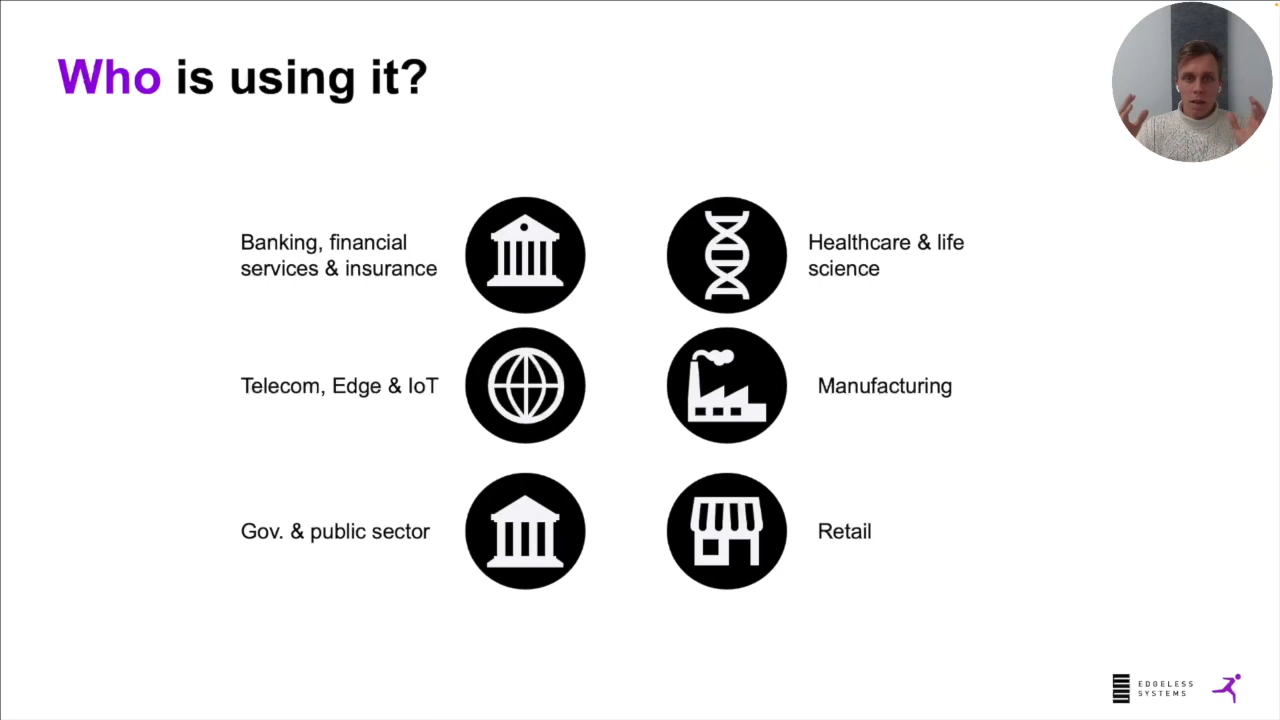 Who is using it?
Banking, financial
services & insurance
Healthcare & life
science
Telecom, Edge & IoT
Manufacturing
Gov. & public sector
Retail
EDGELESS
SYSTEMS